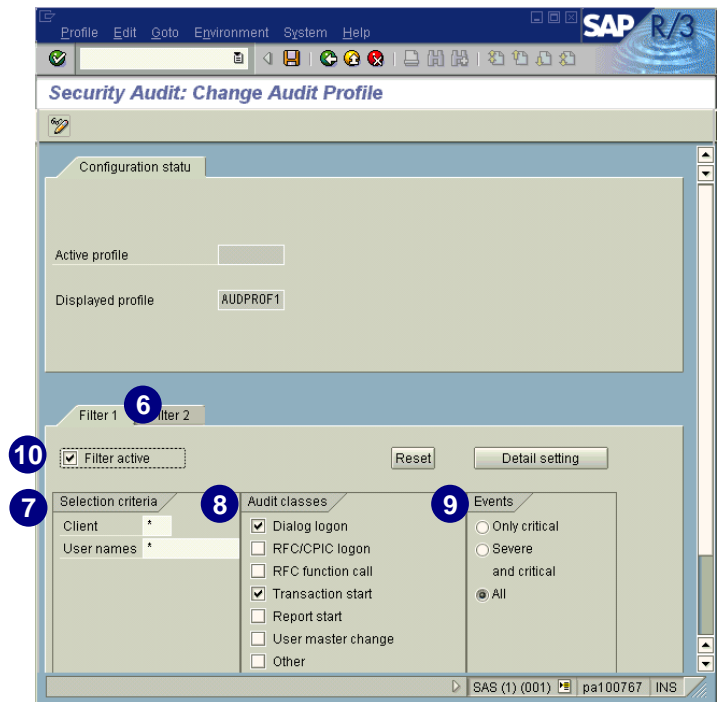 Profile Edit Goto Environment System Help
SAP R/3
Security Audit: Change Audit Profile
Configuration statu
Active profile
Displayed profile AUDPROF1
6
Filter 1 ilter 2
10
Filter active Reset Detail setting
7 Selection criteria 8 Audit classes 9 Events
Client * Dialog logon Only critical
User names * RFC/CPIC logon Severe
RFC function call and critical
Transaction start All
Report start
User master change
Other
SAS (1) (001) pa100767 INS